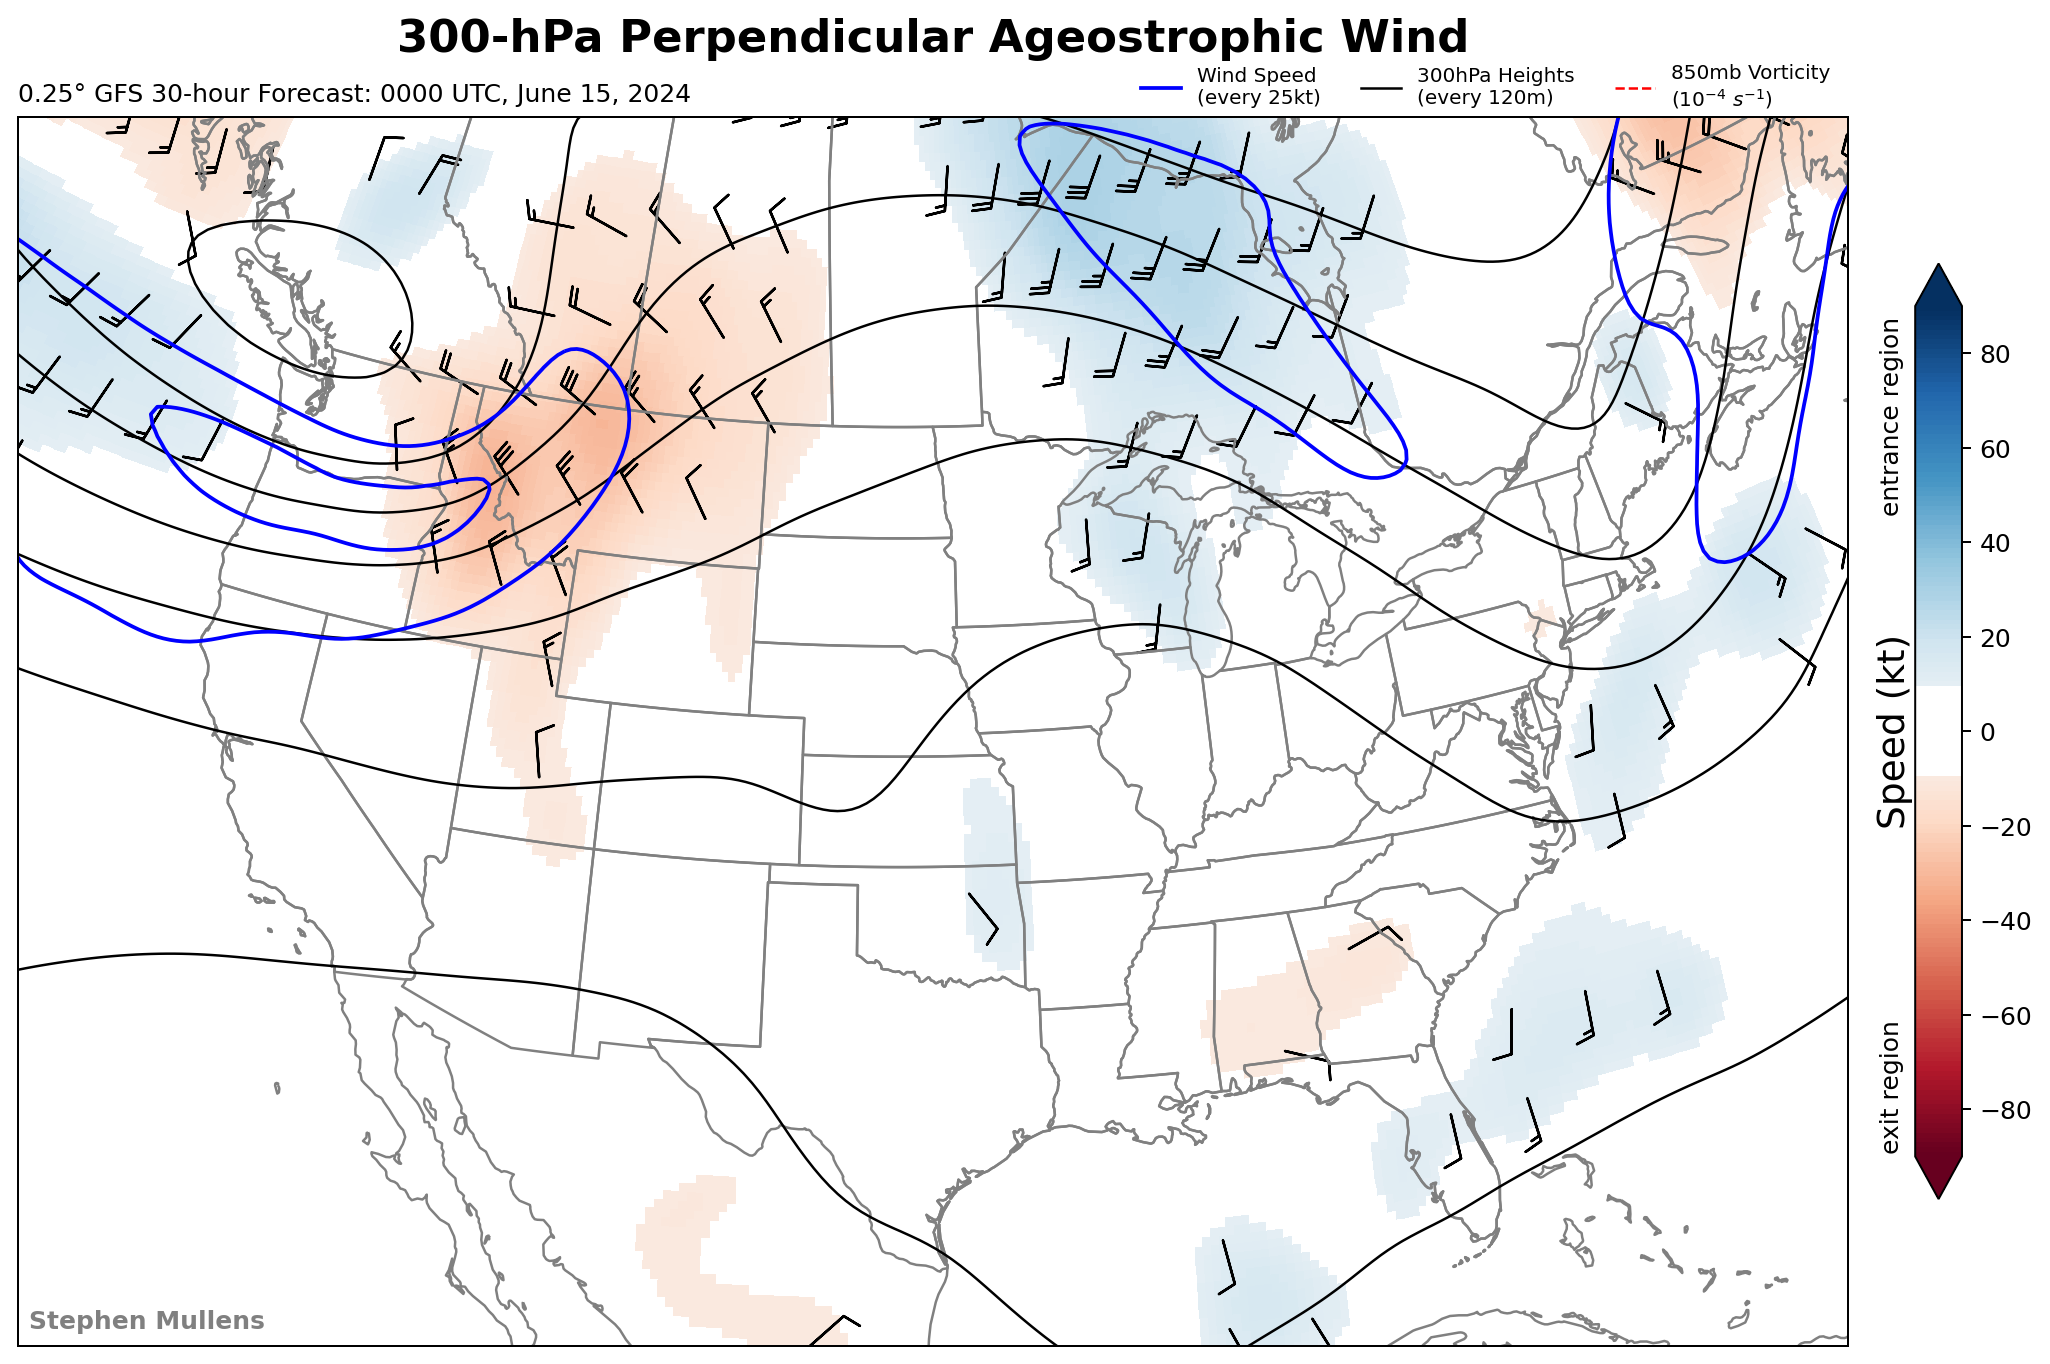 300-hPa Perpendicular Ageostrophic Wind
0.25° GFS 30-hour Forecast: 0000 UTC, June 15, 2024
Wind Speed
(every 25kt)
300hPa Heights
(every 120m)
850mb Vorticity
(10⁻⁴ s⁻¹)
entrance region
Speed (kt)
exit region
80
60
40
20
0
−20
−40
−60
−80
Stephen Mullens